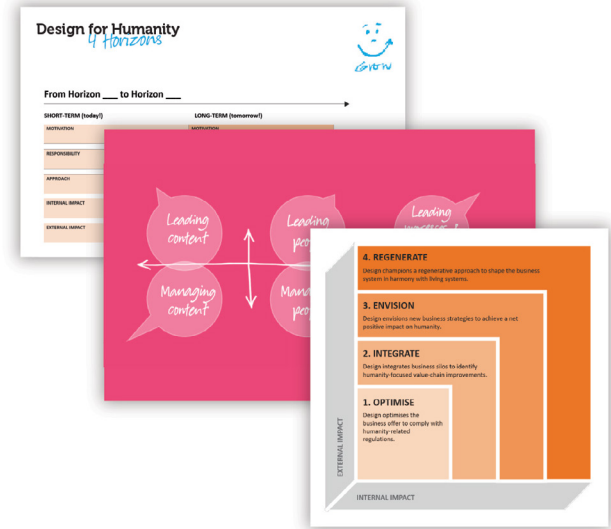 Design for Humanity
4 Horizons
Grow
From Horizon ___ to Horizon ___
SHORT-TERM (today!)
LONG-TERM (tomorrow!)
MOTIVATION
MOTIVATION
RESPONSIBILITY
APPROACH
INTERNAL IMPACT
EXTERNAL IMPACT
Leading
content
Leading
Leading
Managing
content
4. REGENERATE
Design champions a regenerative approach to shape the business
system in harmony with living systems.
3. ENVISION
Design envisions new business strategies to achieve a net
positive impact on humanity.
2. INTEGRATE
Design integrates business silos to identify
humanity-focused value-chain improvements.
1. OPTIMISE
Design optimises the
business offer to comply with
humanity-related
regulations.
EXTERNAL IMPACT
INTERNAL IMPACT